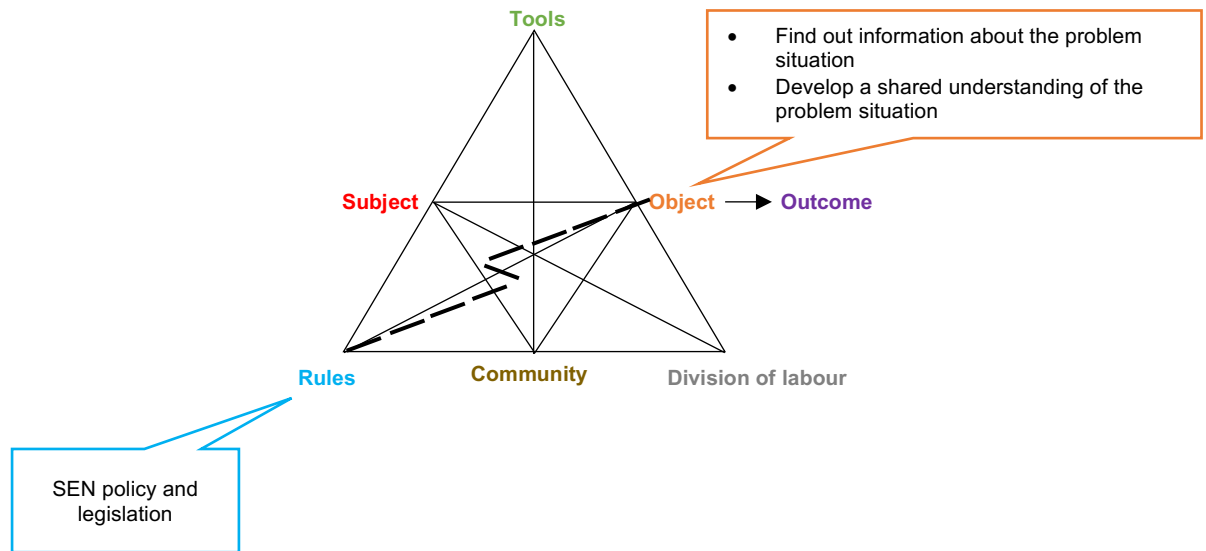 Tools
• Find out information about the problem
situation
• Develop a shared understanding of the
problem situation
Subject
Object
Outcome
Rules
Community
Division of labour
SEN policy and
legislation